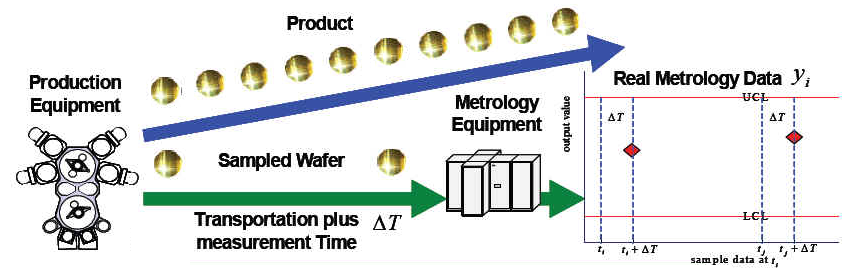 Product
Production
Equipment
Sampled Wafer
Transportation plus
measurement Time ΔT
Metrology
Equipment
Real Metrology Data y_i
UCL
ΔT
ΔT
output value
LCL
t_i t_i + ΔT t_j t_j + ΔT
sample data at t_i